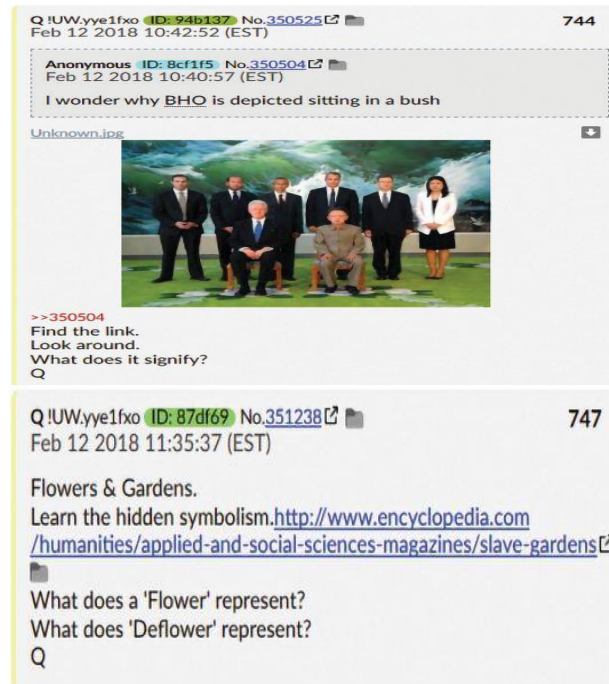 Q !UW.yye1fxo ID: 94b137 No.350525 744
Feb 12 2018 10:42:52 (EST)
Anonymous ID: 8cf1f5 No.350504
Feb 12 2018 10:40:57 (EST)
I wonder why BHO is depicted sitting in a bush
Unknown.jpg
>>350504
Find the link.
Look around.
What does it signify?
Q
Q !UW.yye1fxo ID: 87df69 No.351238 747
Feb 12 2018 11:35:37 (EST)
Flowers & Gardens.
Learn the hidden symbolism.http://www.encyclopedia.com
/humanities/applied-and-social-sciences-magazines/slave-gardens
What does a 'Flower' represent?
What does 'Deflower' represent?
Q